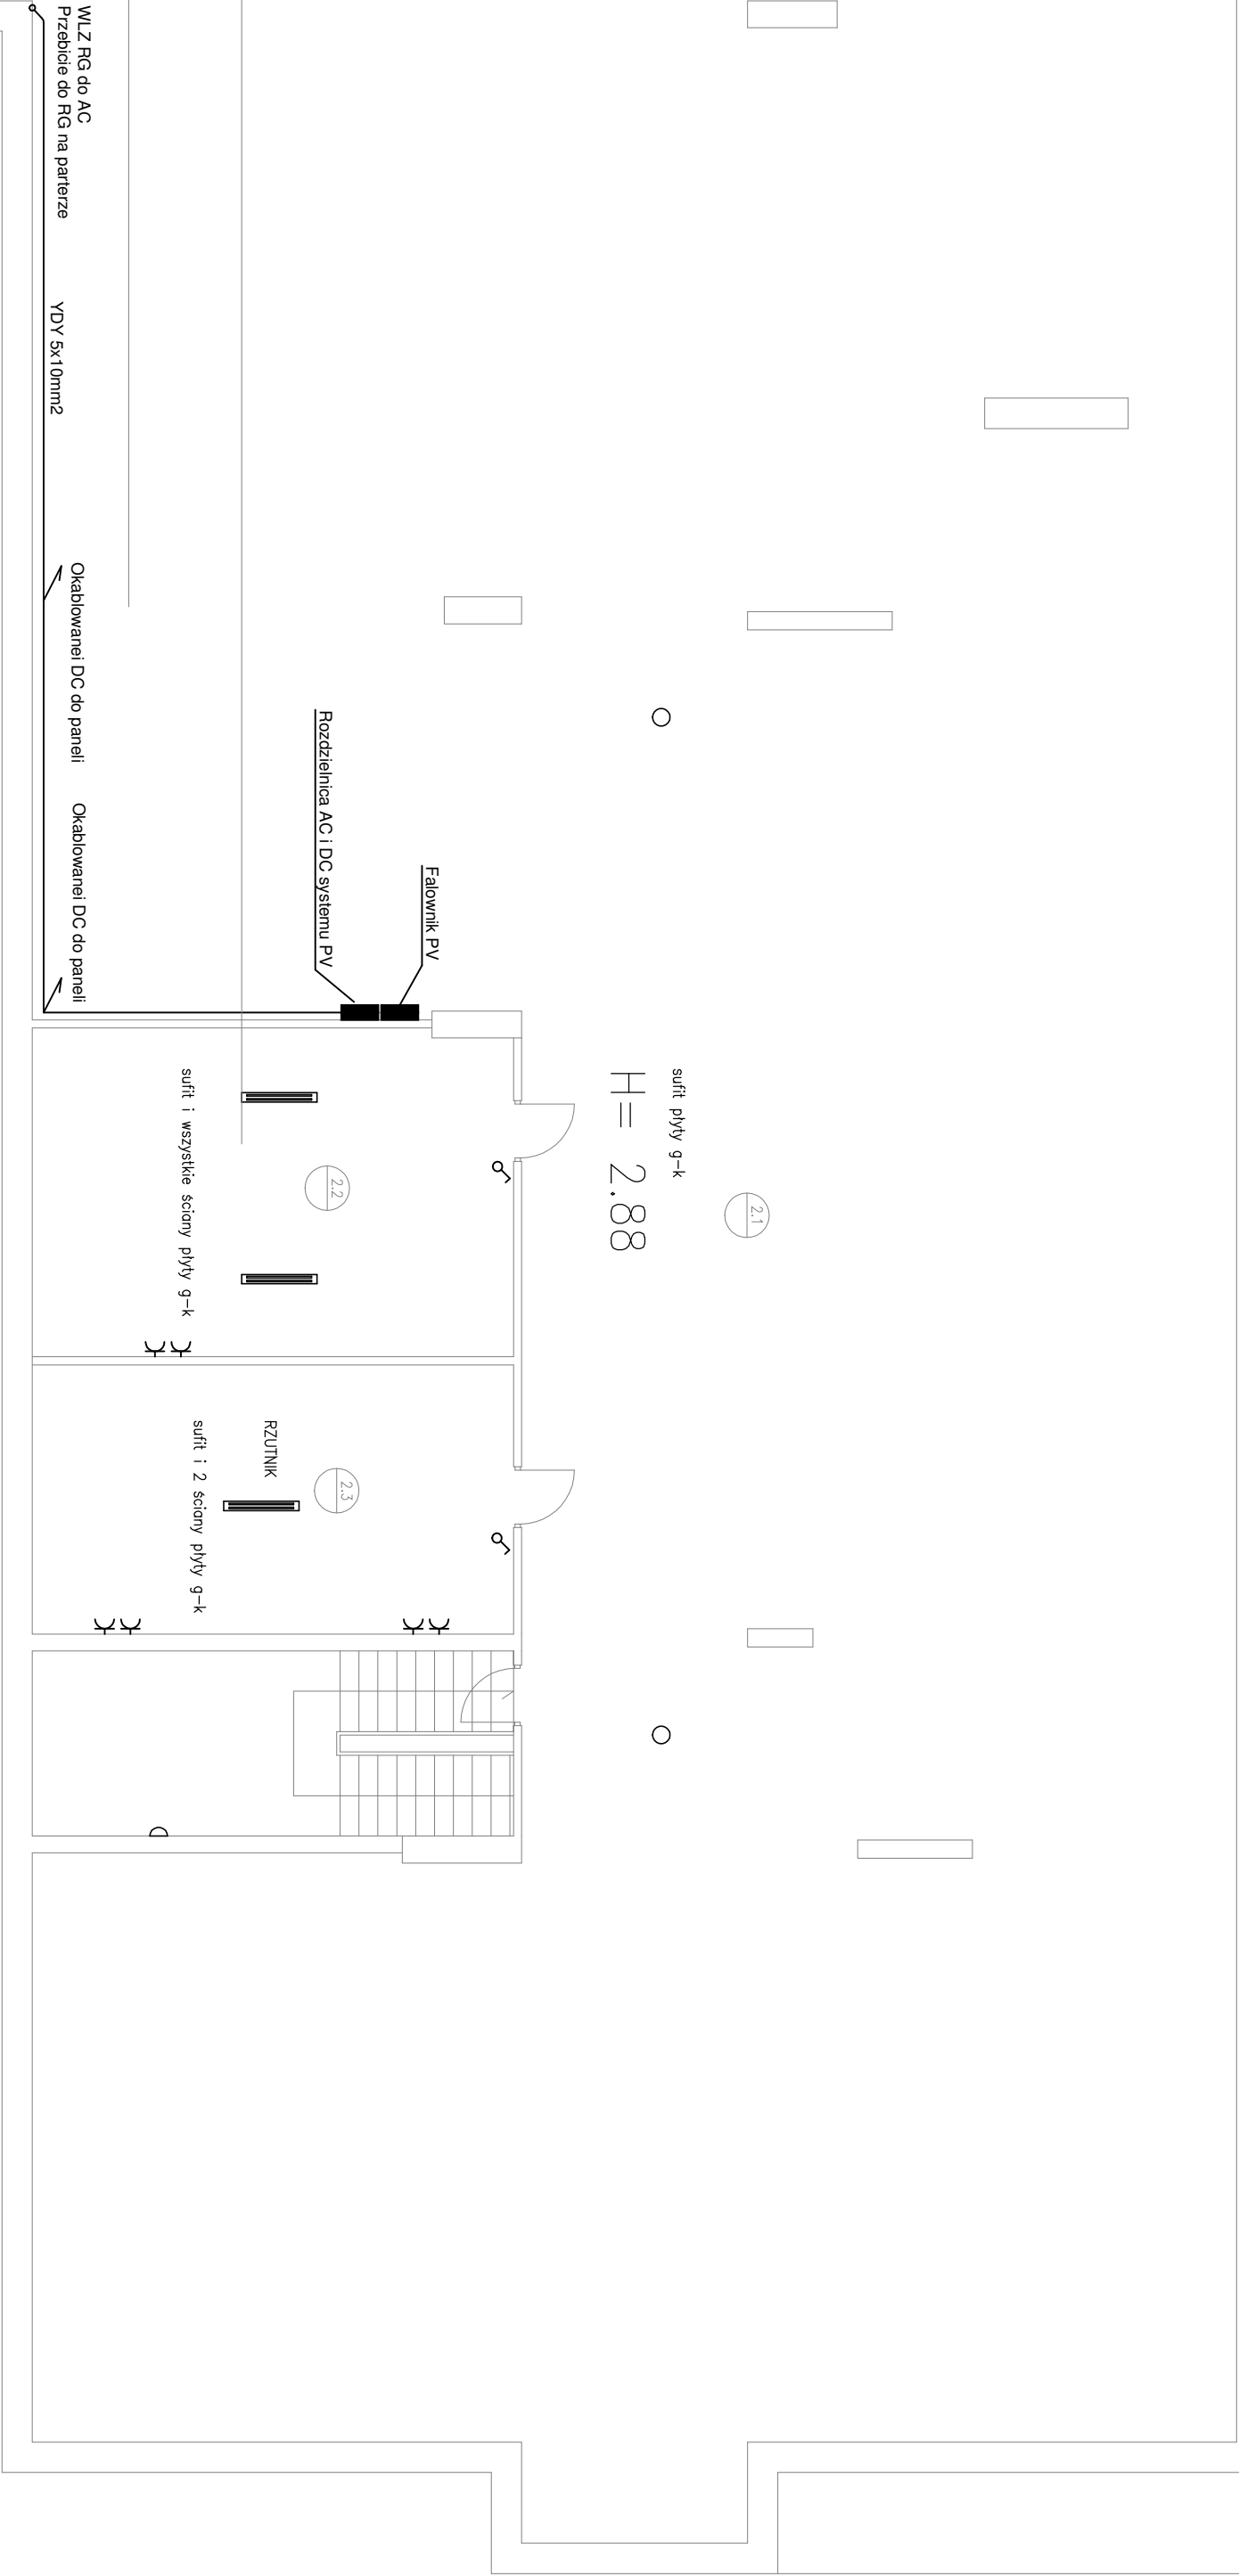 WLZ RG do AC
Przebicie do RG na parterze
YDY 5x10mm2
Okablowanei DC do paneli
Okablowanei DC do paneli
Rozdzielnica AC i DC systemu PV
Falownik PV
sufit płyty g-k
H= 2.88
2.1
2.2
sufit i wszystkie ściany płyty g-k
2.3
RZUTNIK
sufit i 2 ściany płyty g-k